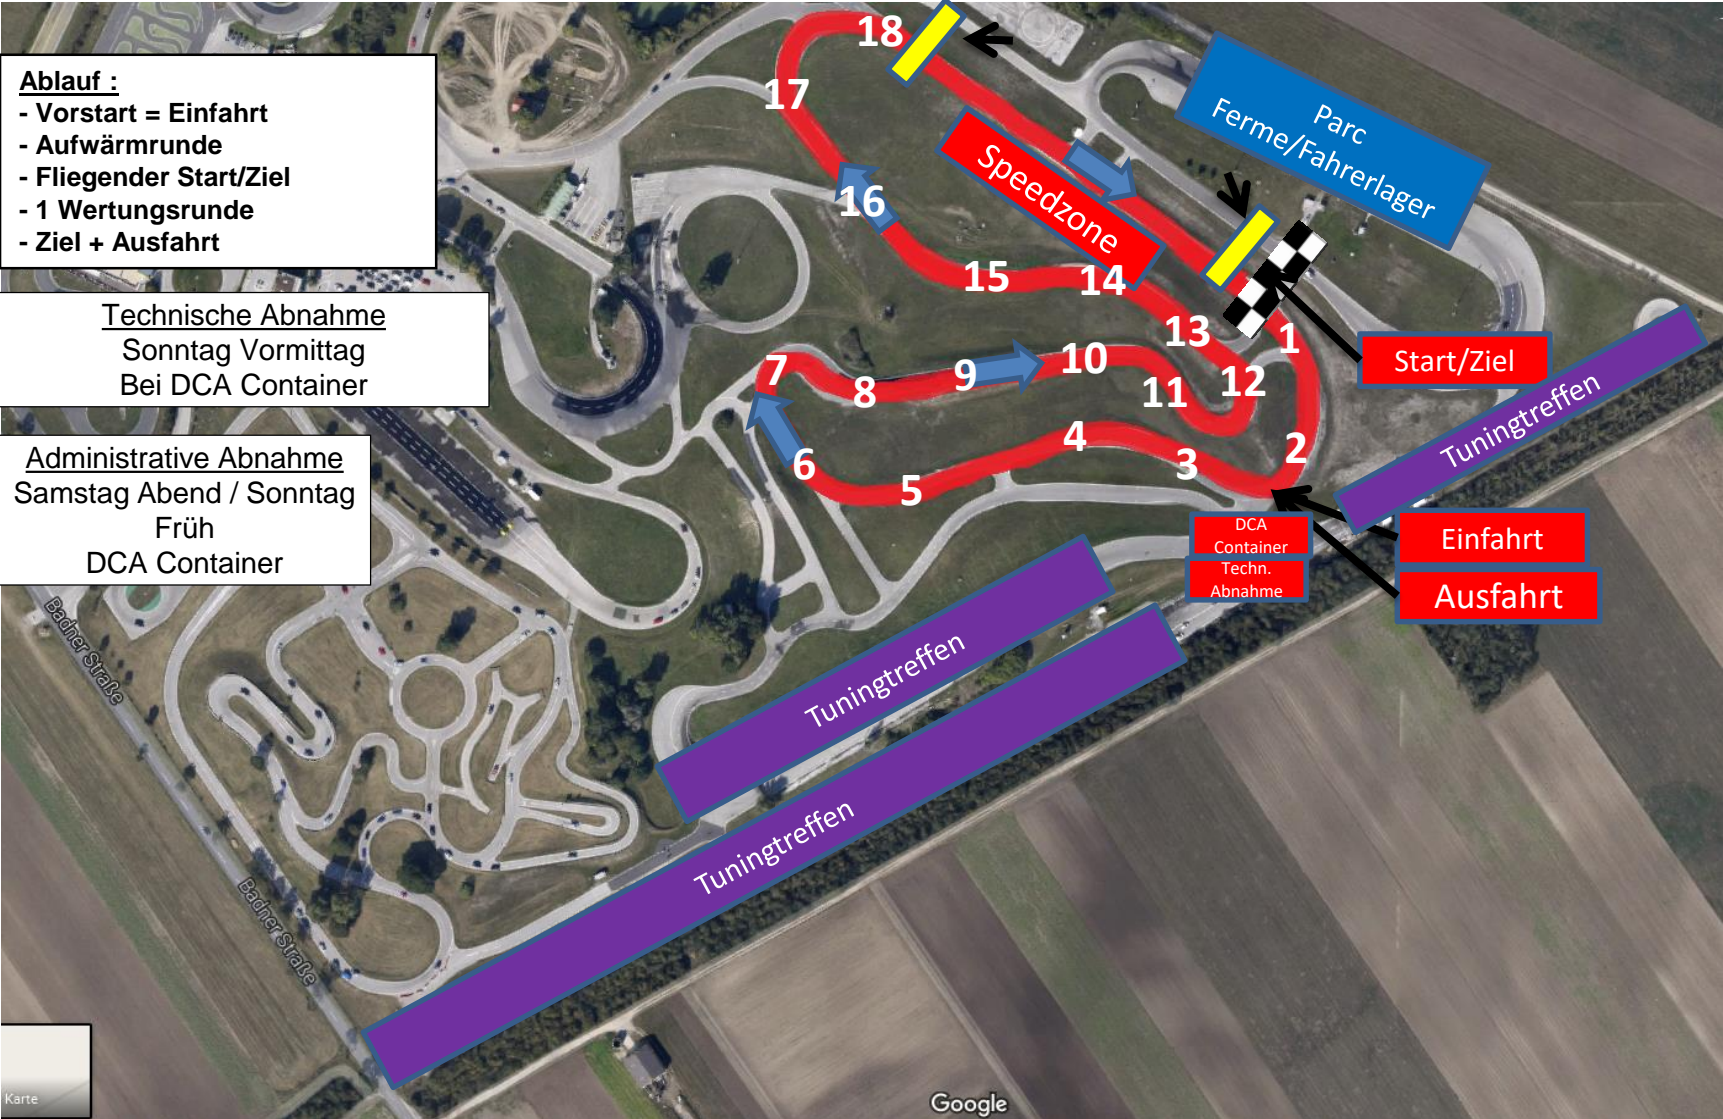 Ablauf :
- Vorstart = Einfahrt
- Aufwärmrunde
- Fliegender Start/Ziel
- 1 Wertungsrunde
- Ziel + Ausfahrt
Technische Abnahme
Sonntag Vormittag
Bei DCA Container
Administrative Abnahme
Samstag Abend / Sonntag
Früh
DCA Container
18
17
16
15
14
13
12
11
10
9
8
7
6
5
4
3
2
1
Speedzone
Parc
Ferme/Fahrerlager
Start/Ziel
Tuningtreffen
Einfahrt
Ausfahrt
DCA
Container
Techn.
Abnahme
Tuningtreffen
Tuningtreffen
Badner Straße
Badner Straße
Karte
Google